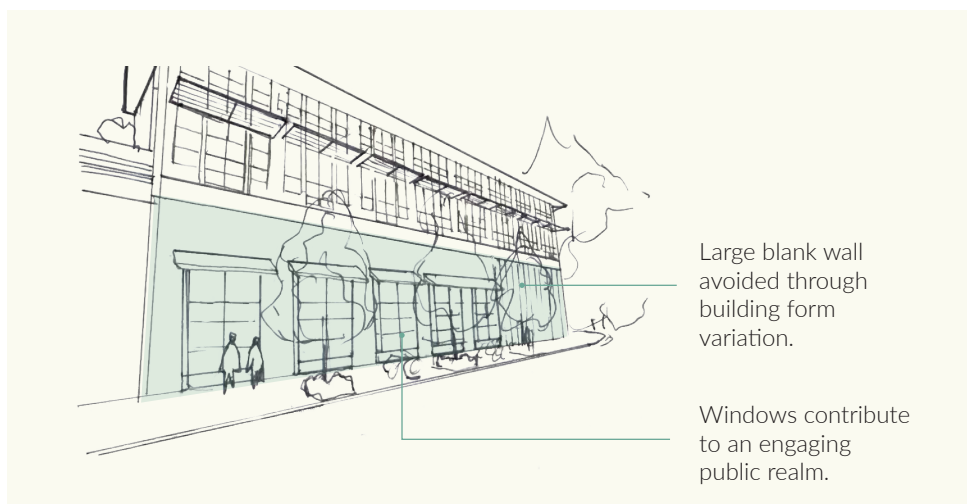 Large blank wall
avoided through
building form
variation.
Windows contribute
to an engaging
public realm.